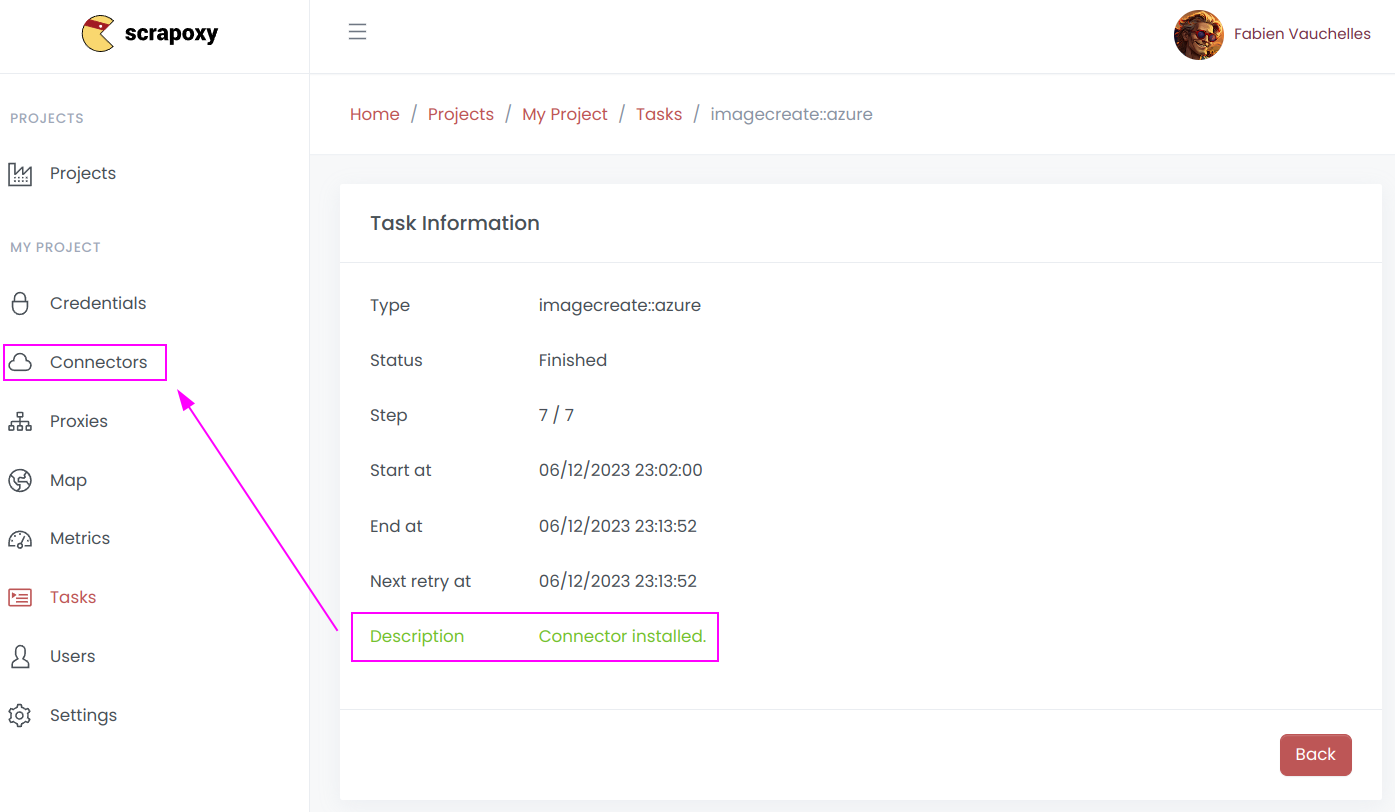 scrapoxy
Fabien Vauchelles
Home / Projects / My Project / Tasks / imagecreate::azure
PROJECTS
Projects
MY PROJECT
Credentials
Connectors
Proxies
Map
Metrics
Tasks
Users
Settings
Task Information
Type imagecreate::azure
Status Finished
Step 7 / 7
Start at 06/12/2023 23:02:00
End at 06/12/2023 23:13:52
Next retry at 06/12/2023 23:13:52
Description Connector installed.
Back